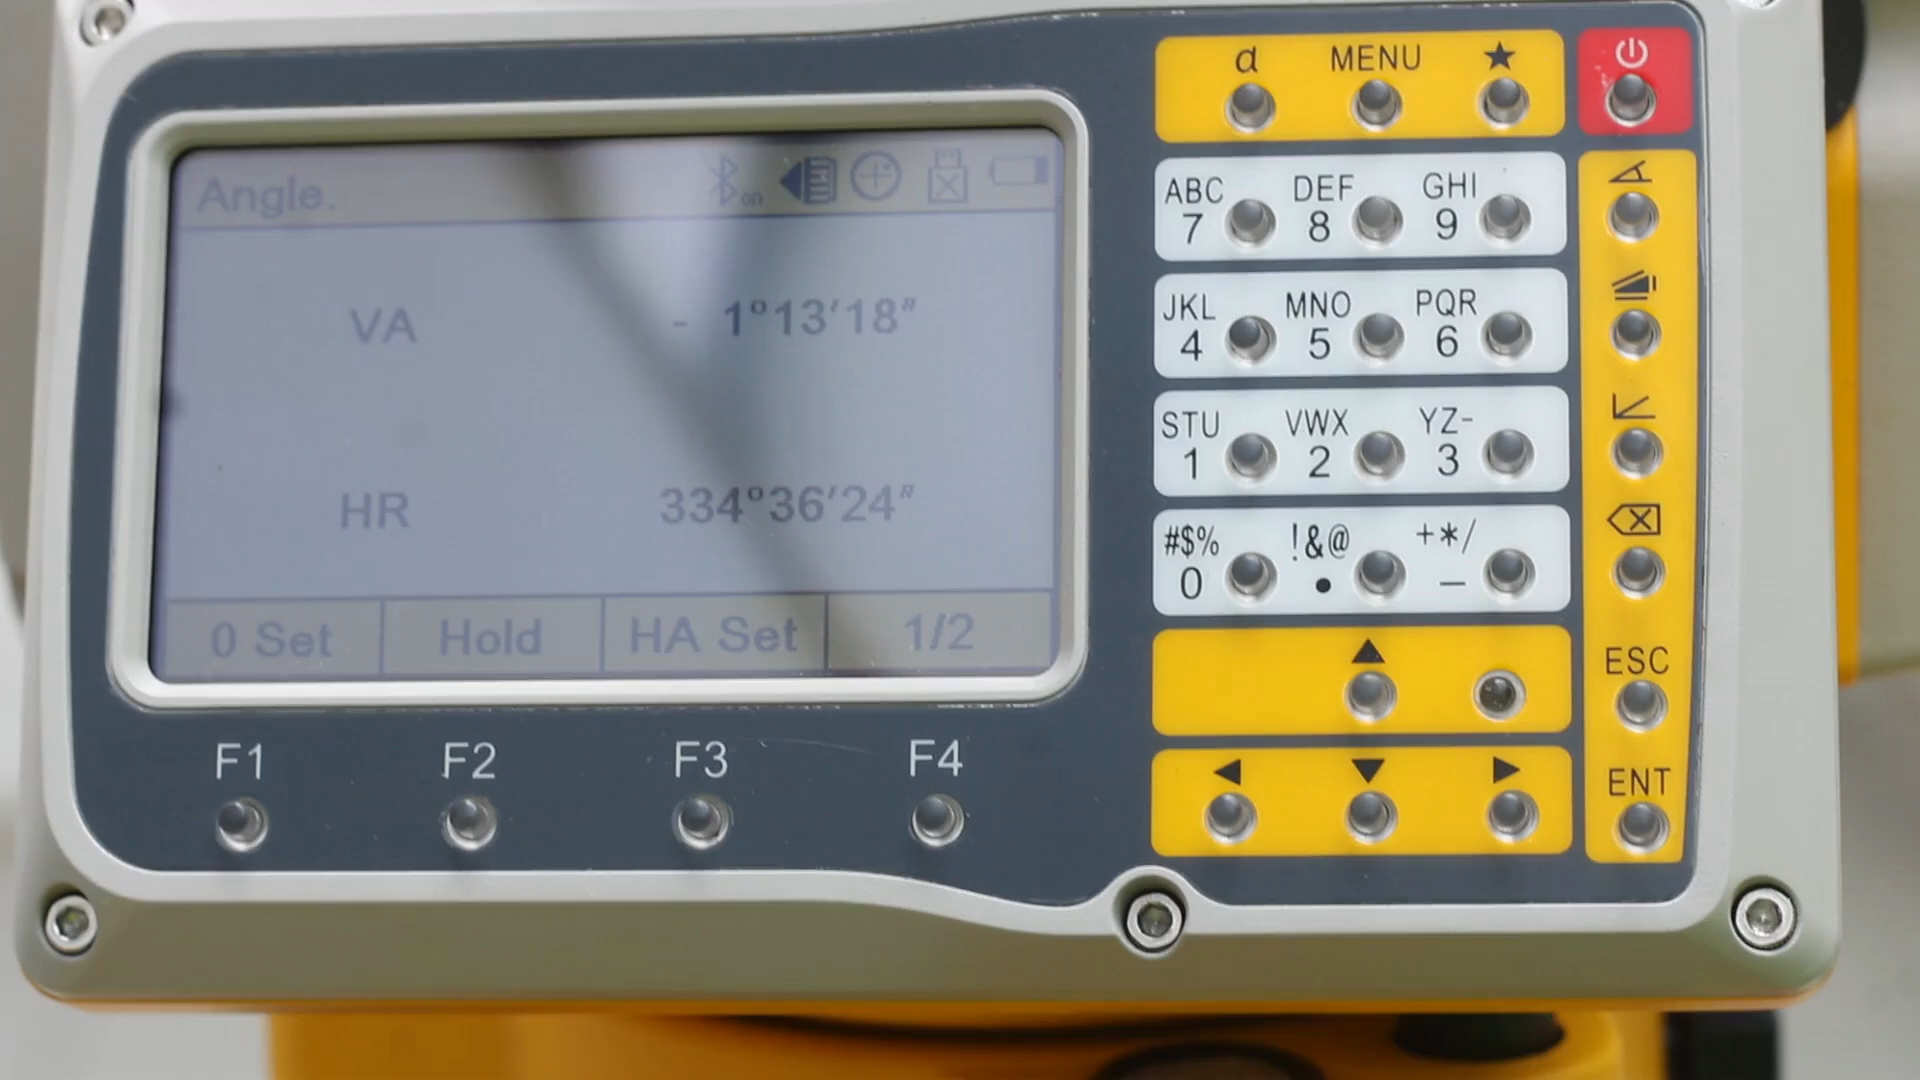 Angle.
on
VA - 1°13′18″
HR 334°36′24″
0 Set Hold HA Set 1/2
F1 F2 F3 F4
α MENU ★
ABC DEF GHI
7 8 9
JKL MNO PQR
4 5 6
STU VWX YZ-
1 2 3
#$% !&@ +*/
0 • –
ESC
ENT